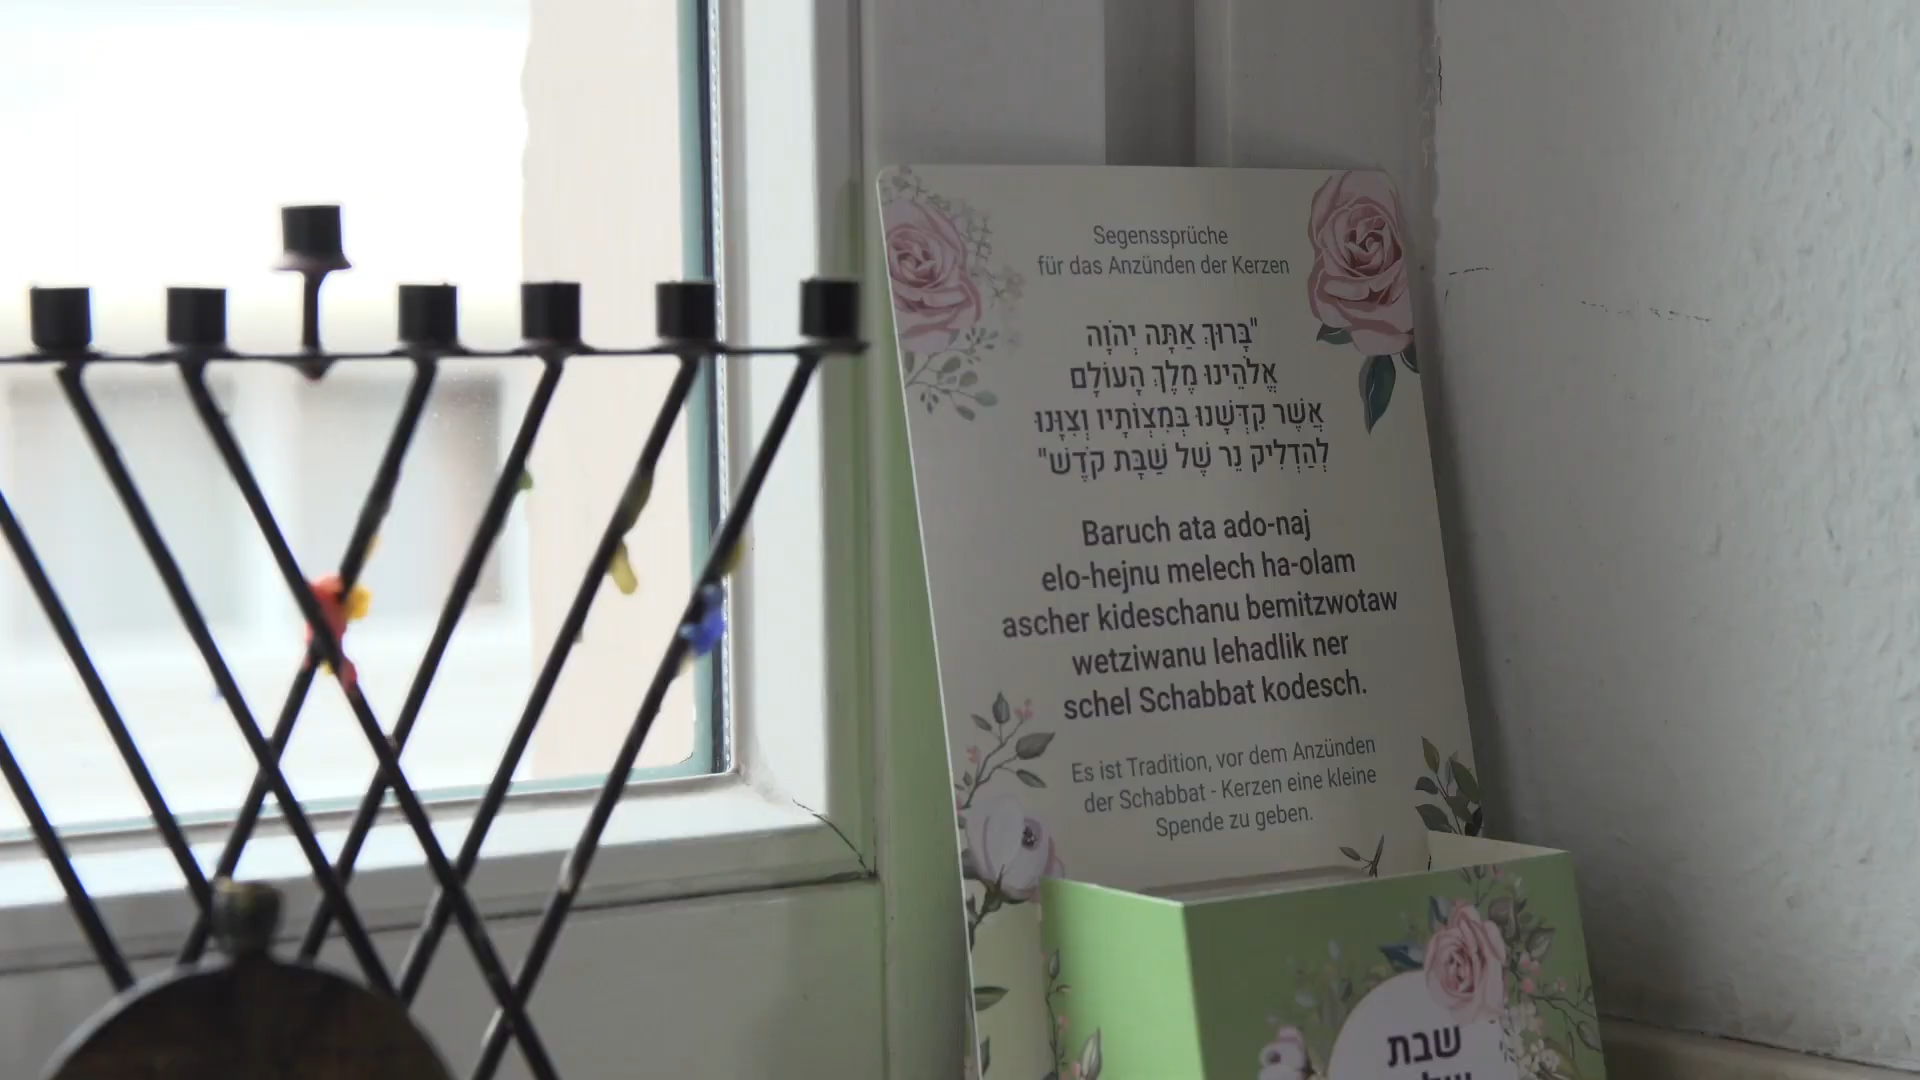 Segenssprüche
für das Anzünden der Kerzen
"בָּרוּךְ אַתָּה יְהֹוָה
אֱלֹהֵינוּ מֶלֶךְ הָעוֹלָם
אֲשֶׁר קִדְּשָׁנוּ בְּמִצְוֹתָיו וְצִוָּנוּ
לְהַדְלִיק נֵר שֶׁל שַׁבָּת קֹדֶשׁ"
Baruch ata ado-naj
elo-hejnu melech ha-olam
ascher kideschanu bemitzwotaw
wetziwanu lehadlik ner
schel Schabbat kodesch.
Es ist Tradition, vor dem Anzünden
der Schabbat - Kerzen eine kleine
Spende zu geben.
שבת